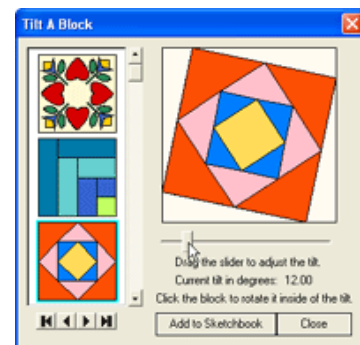 Tilt A Block
Drag the slider to adjust the tilt.
Current tilt in degrees: 12.00
Click the block to rotate it inside of the tilt.
Add to Sketchbook
Close